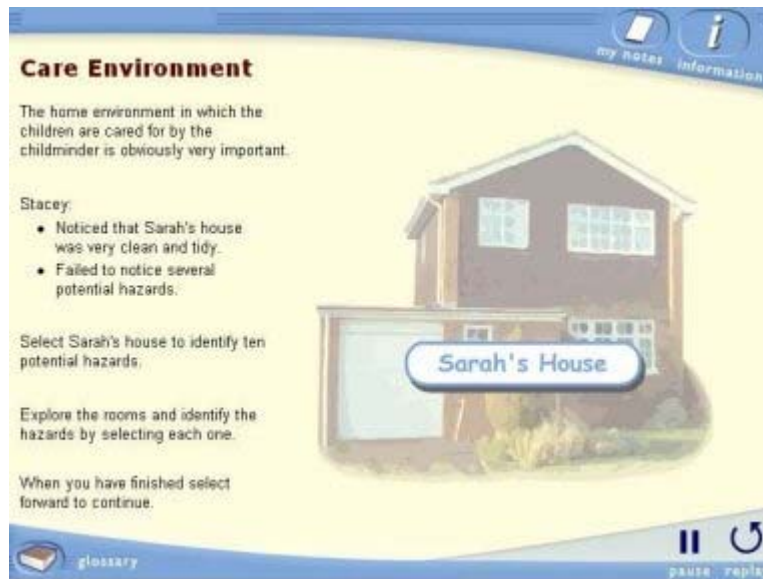 my notes
information
Care Environment
The home environment in which the
children are cared for by the
childminder is obviously very important.
Stacey:
• Noticed that Sarah's house
was very clean and tidy.
• Failed to notice several
potential hazards.
Select Sarah's house to identify ten
potential hazards.
Explore the rooms and identify the
hazards by selecting each one.
When you have finished select
forward to continue.
Sarah's House
glossary
pause
replay